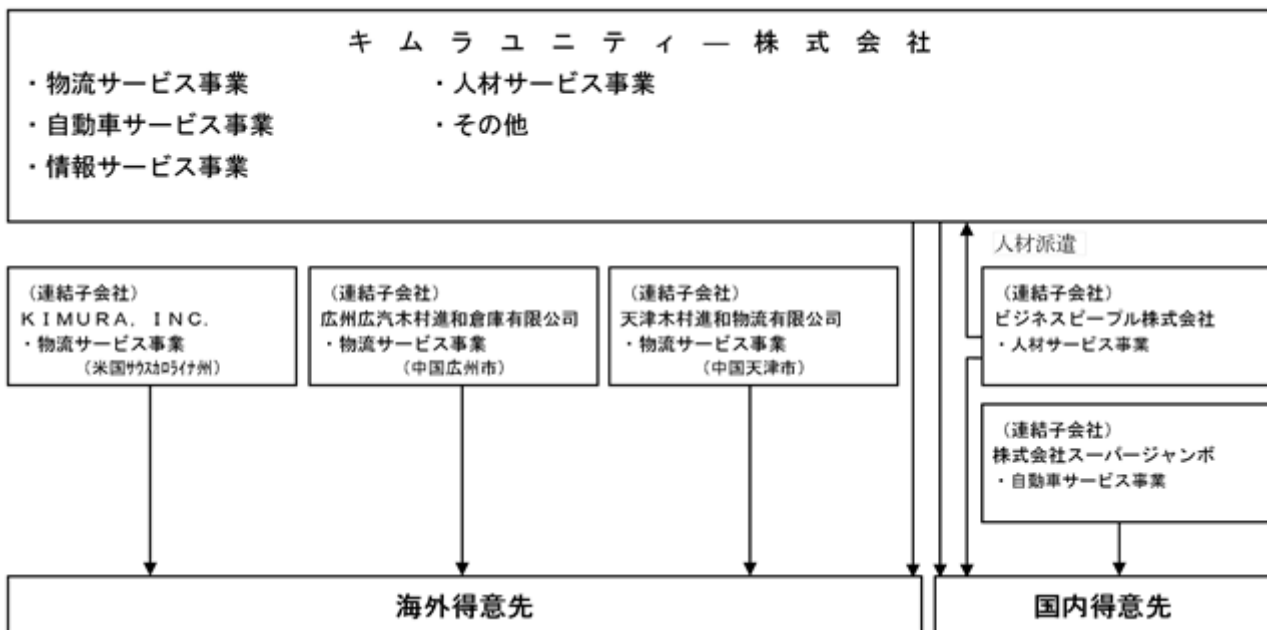 キムラユニティ―株式会社
・物流サービス事業
・人材サービス事業
・自動車サービス事業
・その他
・情報サービス事業
人材派遣
(連結子会社)
KIMURA, INC.
・物流サービス事業
(米国サウスカロライナ州)
(連結子会社)
広州広汽木村進和倉庫有限公司
・物流サービス事業
(中国広州市)
(連結子会社)
天津木村進和物流有限公司
・物流サービス事業
(中国天津市)
(連結子会社)
ビジネスピープル株式会社
・人材サービス事業
(連結子会社)
株式会社スーパージャンボ
・自動車サービス事業
海外得意先
国内得意先